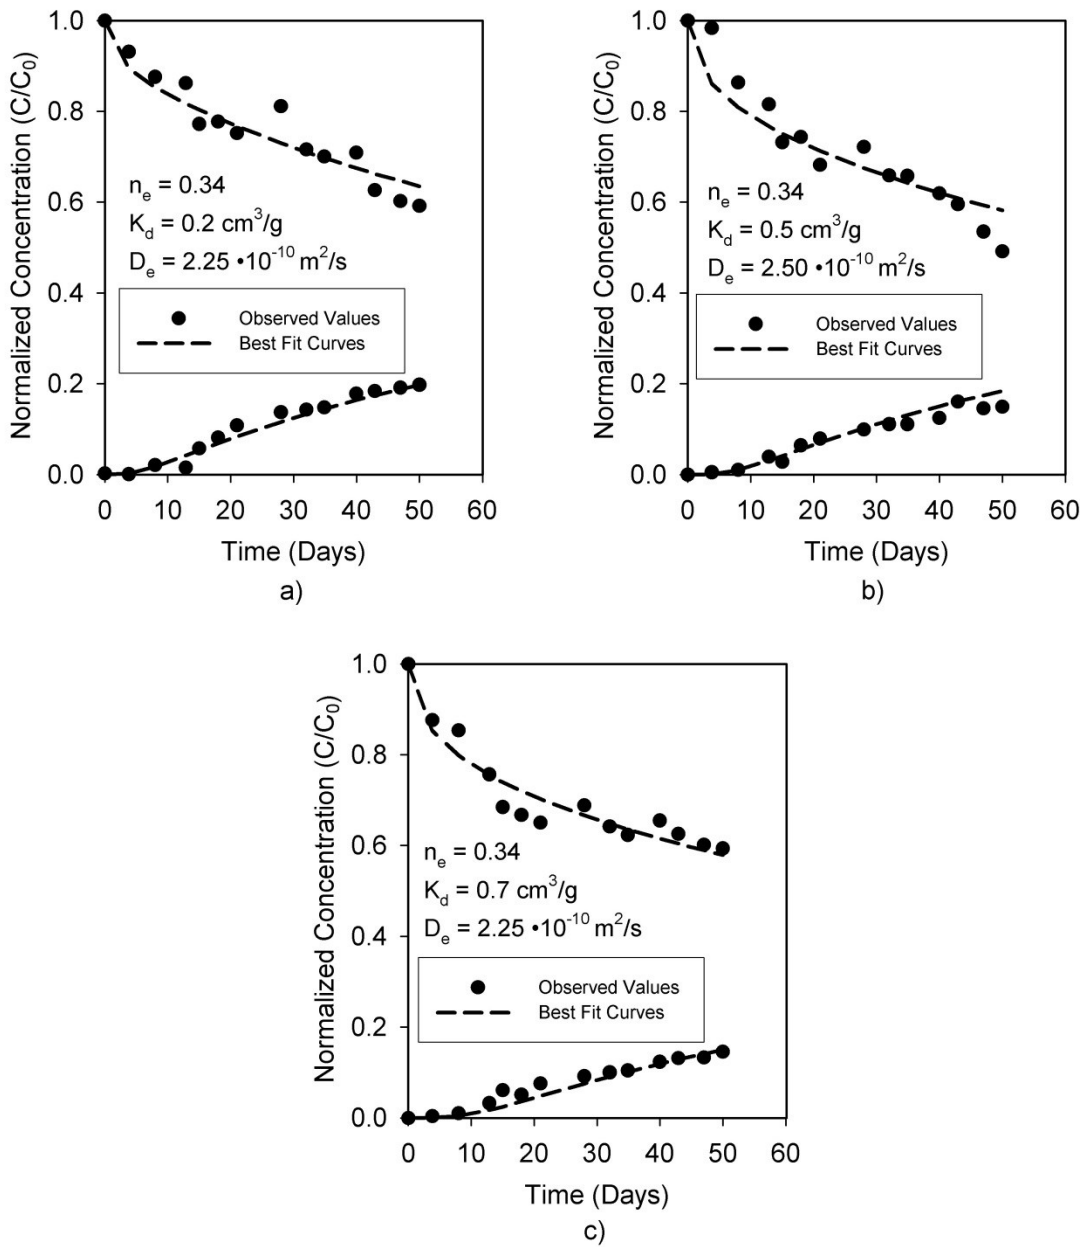 1.0
0.8
0.6
0.4
0.2
0.0
Normalized Concentration (C/C₀)
nₑ = 0.34
K_d = 0.2 cm³/g
Dₑ = 2.25 •10⁻¹⁰ m²/s
Observed Values
Best Fit Curves
0 10 20 30 40 50 60
Time (Days)
a)
1.0
0.8
0.6
0.4
0.2
0.0
Normalized Concentration (C/C₀)
nₑ = 0.34
K_d = 0.5 cm³/g
Dₑ = 2.50 •10⁻¹⁰ m²/s
Observed Values
Best Fit Curves
0 10 20 30 40 50 60
Time (Days)
b)
1.0
0.8
0.6
0.4
0.2
0.0
Normalized Concentration (C/C₀)
nₑ = 0.34
K_d = 0.7 cm³/g
Dₑ = 2.25 •10⁻¹⁰ m²/s
Observed Values
Best Fit Curves
0 10 20 30 40 50 60
Time (Days)
c)